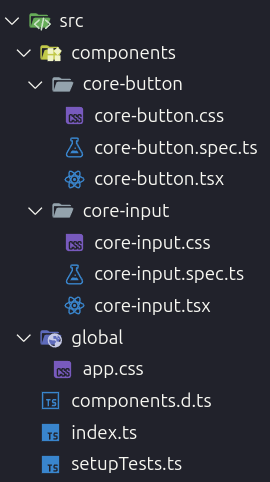 src
components
core-button
core-button.css
core-button.spec.ts
core-button.tsx
core-input
core-input.css
core-input.spec.ts
core-input.tsx
global
app.css
components.d.ts
index.ts
setupTests.ts